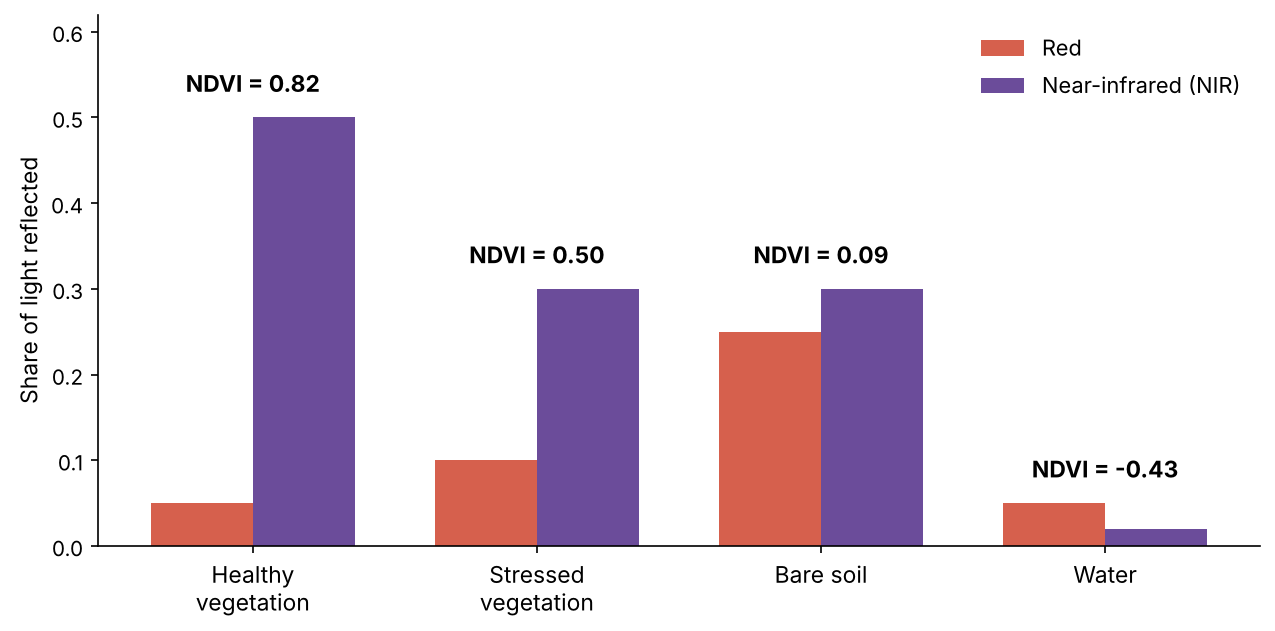 Red
Near-infrared (NIR)
Share of light reflected
0.6
0.5
0.4
0.3
0.2
0.1
0.0
NDVI = 0.82
NDVI = 0.50
NDVI = 0.09
NDVI = -0.43
Healthy
vegetation
Stressed
vegetation
Bare soil
Water